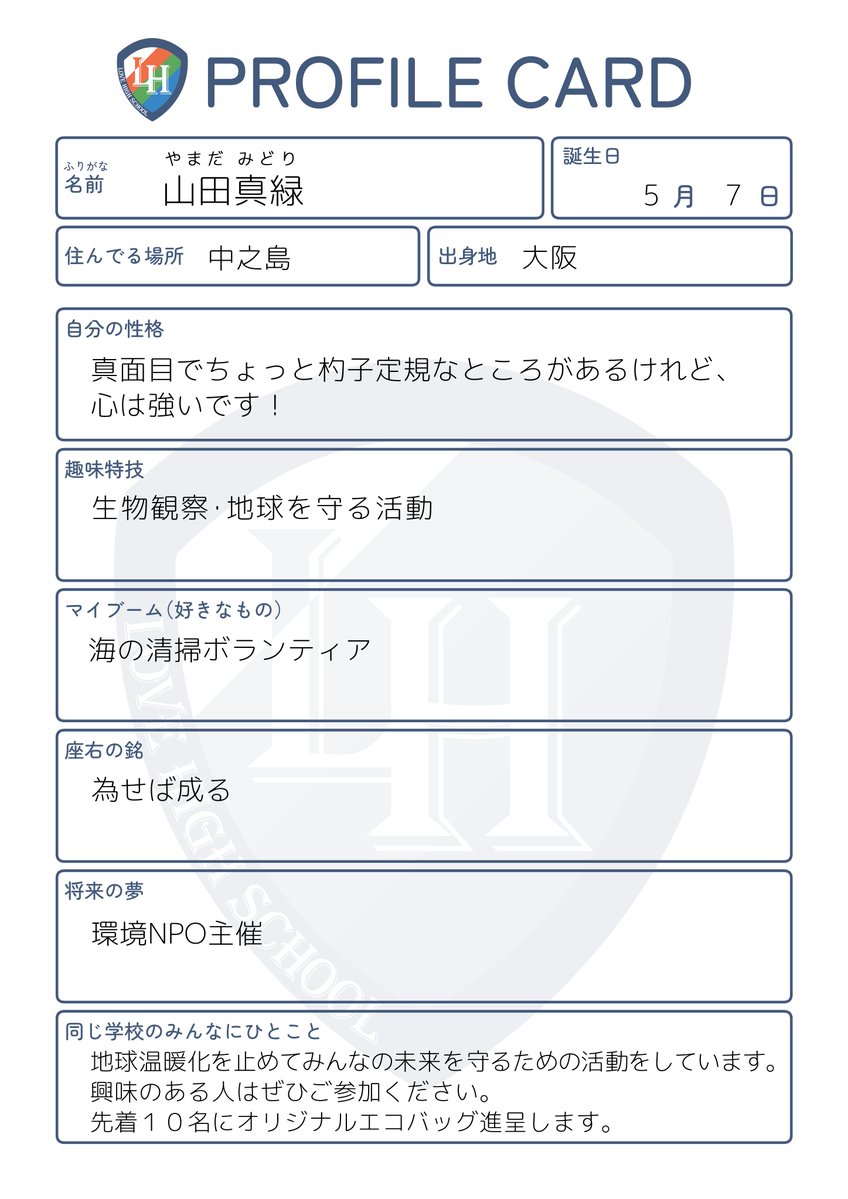 LH
LOVE HIGH SCHOOL
PROFILE CARD
ふりがな
名前
やまだ みどり
山田真緑
誕生日
5 月 7 日
住んでる場所 中之島
出身地 大阪
自分の性格
真面目でちょっと杓子定規なところがあるけれど、
心は強いです！
趣味特技
生物観察・地球を守る活動
マイブーム(好きなもの)
海の清掃ボランティア
座右の銘
為せば成る
将来の夢
環境NPO主催
同じ学校のみんなにひとこと
地球温暖化を止めてみんなの未来を守るための活動をしています。
興味のある人はぜひご参加ください。
先着１０名にオリジナルエコバッグ進呈します。
LH
LOVE HIGH SCHOOL